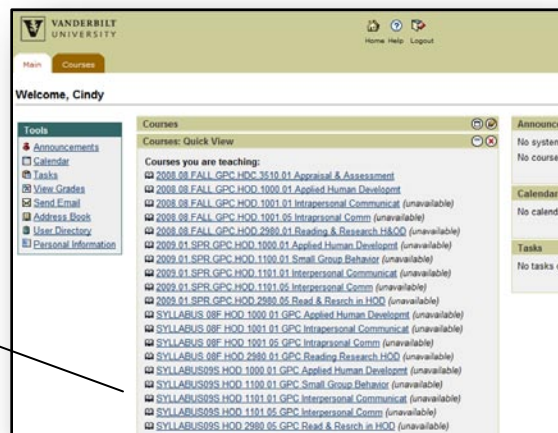 VANDERBILT
UNIVERSITY
Home Help Logout
Main Courses
Welcome, Cindy
Tools
Announcements
Calendar
Tasks
View Grades
Send Email
Address Book
User Directory
Personal Information
Courses
Courses: Quick View
Courses you are teaching:
2008.08.FALL.GPC.HDC.3510.01 Appraisal & Assessment
2008.08.FALL.GPC.HOD.1000.01 Applied Human Developmt
2008.08.FALL.GPC.HOD.1001.01 Intrapersonal Communicat (unavailable)
2008.08.FALL.GPC.HOD.1001.05 Intraprsonal Comm (unavailable)
2008.08.FALL.GPC.HOD.2980.01 Reading & Research H&OD (unavailable)
2009.01.SPR.GPC.HOD.1000.01 Applied Human Developmt (unavailable)
2009.01.SPR.GPC.HOD.1100.01 Small Group Behavior (unavailable)
2009.01.SPR.GPC.HOD.1101.01 Interpersonal Communicat (unavailable)
2009.01.SPR.GPC.HOD.1101.05 Interpersonal Comm (unavailable)
2009.01.SPR.GPC.HOD.2980.05 Read & Resrch in HOD (unavailable)
SYLLABUS 08F HOD 1000 01 GPC Applied Human Developmt (unavailable)
SYLLABUS 08F HOD 1001 01 GPC Intrapersonal Communicat (unavailable)
SYLLABUS 08F HOD 1001 05 GPC Intraprsonal Comm (unavailable)
SYLLABUS 08F HOD 2980 01 GPC Reading Research HOD (unavailable)
SYLLABUS09S HOD 1000 01 GPC Applied Human Developmt (unavailable)
SYLLABUS09S HOD 1100 01 GPC Small Group Behavior (unavailable)
SYLLABUS09S HOD 1101 01 GPC Interpersonal Communicat (unavailable)
SYLLABUS09S HOD 1101 05 GPC Interpersonal Comm (unavailable)
SYLLABUS09S HOD 2980 05 GPC Read & Resrch in HOD (unavailable)
Announce
No system
No course
Calendar
No calend
Tasks
No tasks